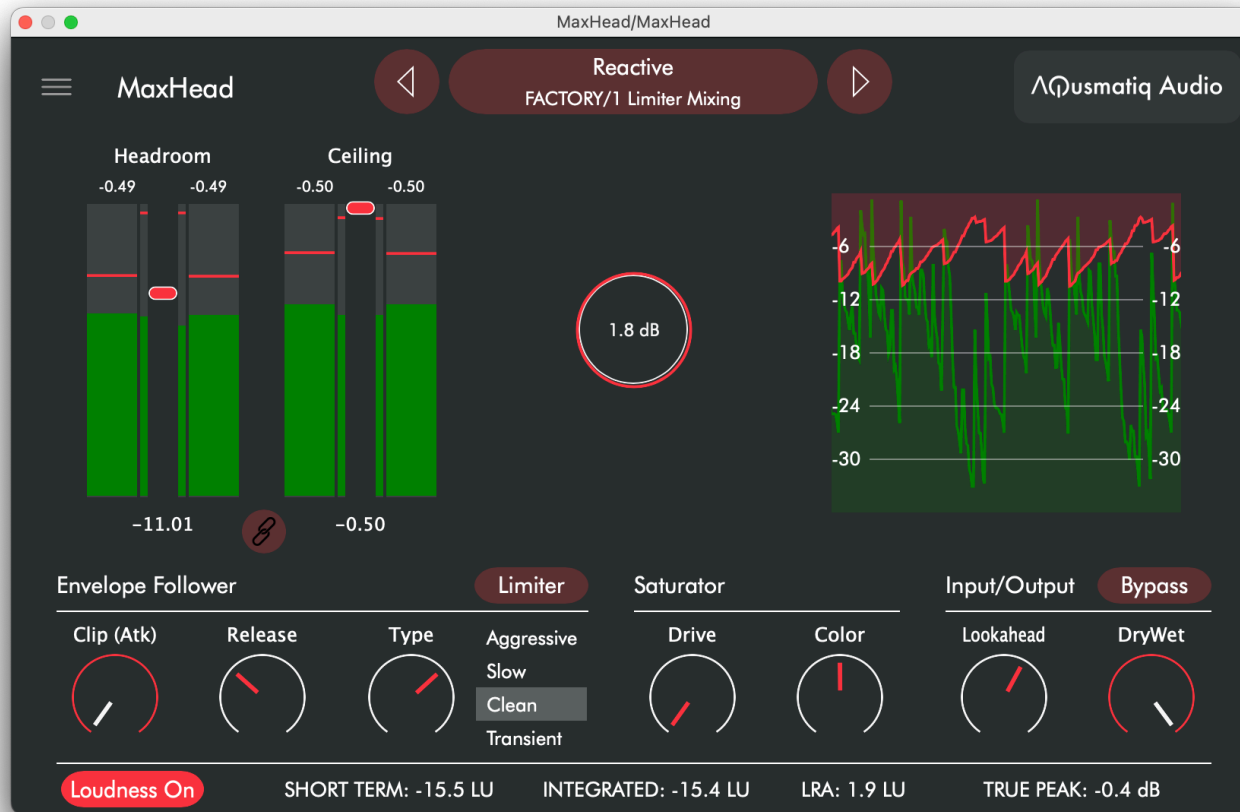 MaxHead/MaxHead
MaxHead
Reactive
FACTORY/1 Limiter Mixing
ΛQusmatiq Audio
Headroom
Ceiling
-0.49 -0.49 -0.50 -0.50
-6 -6
-12 -12
-18 -18
-24 -24
-30 -30
1.8 dB
-11.01
-0.50
Envelope Follower
Limiter
Saturator
Input/Output
Bypass
Clip (Atk)
Release
Type
Aggressive
Slow
Clean
Transient
Drive
Color
Lookahead
DryWet
Loudness On
SHORT TERM: -15.5 LU
INTEGRATED: -15.4 LU
LRA: 1.9 LU
TRUE PEAK: -0.4 dB